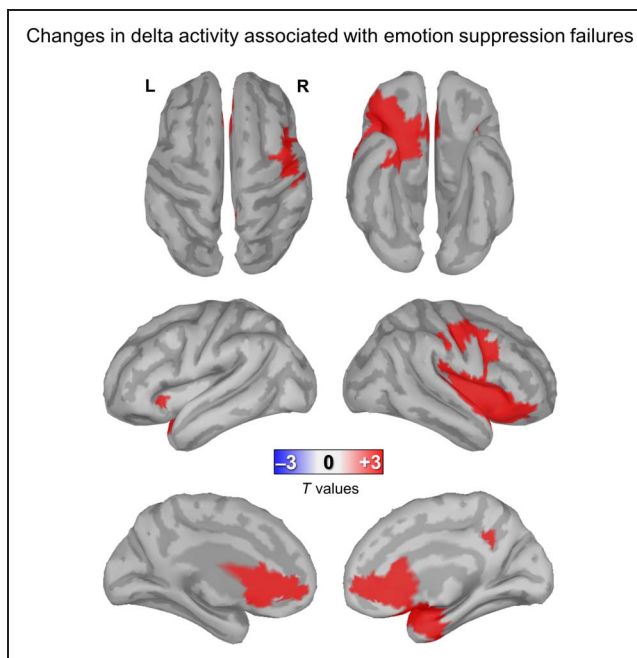 Changes in delta activity associated with emotion suppression failures
L R
–3 0 +3
T values